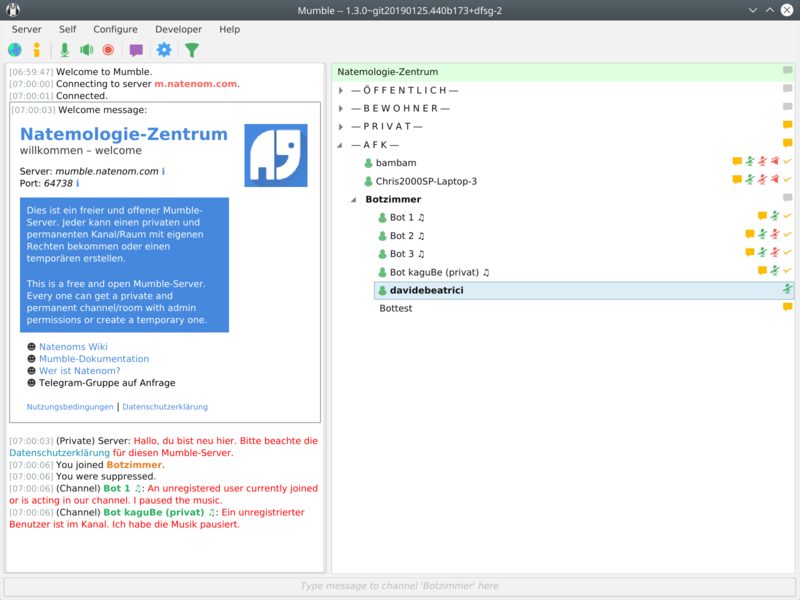 Mumble -- 1.3.0~git20190125.440b173+dfsg-2
Server Self Configure Developer Help
[06:59:47] Welcome to Mumble.
[07:00:00] Connecting to server m.natenom.com.
[07:00:01] Connected.
[07:00:03] Welcome message:
Natemologie-Zentrum
willkommen – welcome
Server: mumble.natenom.com ℹ
Port: 64738 ℹ
Dies ist ein freier und offener Mumble-
Server. Jeder kann einen privaten und
permanenten Kanal/Raum mit eigenen
Rechten bekommen oder einen
temporären erstellen.
This is a free and open Mumble-Server.
Every one can get a private and
permanent channel/room with admin
permissions or create a temporary one.
☻ Natenoms Wiki
☻ Mumble-Dokumentation
☻ Wer ist Natenom?
☻ Telegram-Gruppe auf Anfrage
Nutzungsbedingungen | Datenschutzerklärung
[07:00:03] (Private) Server: Hallo, du bist neu hier. Bitte beachte die
Datenschutzerklärung für diesen Mumble-Server.
[07:00:06] You joined Botzimmer.
[07:00:06] You were suppressed.
[07:00:06] (Channel) Bot 1 ♫: An unregistered user currently joined
or is acting in our channel. I paused the music.
[07:00:06] (Channel) Bot kaguBe (privat) ♫: Ein unregistrierter
Benutzer ist im Kanal. Ich habe die Musik pausiert.
Natemologie-Zentrum
— Ö F F E N T L I C H —
— B E W O H N E R —
— P R I V A T —
— A F K —
bambam
Chris2000SP-Laptop-3
Botzimmer
Bot 1 ♫
Bot 2 ♫
Bot 3 ♫
Bot kaguBe (privat) ♫
davidebeatrici
Bottest
Type message to channel 'Botzimmer' here